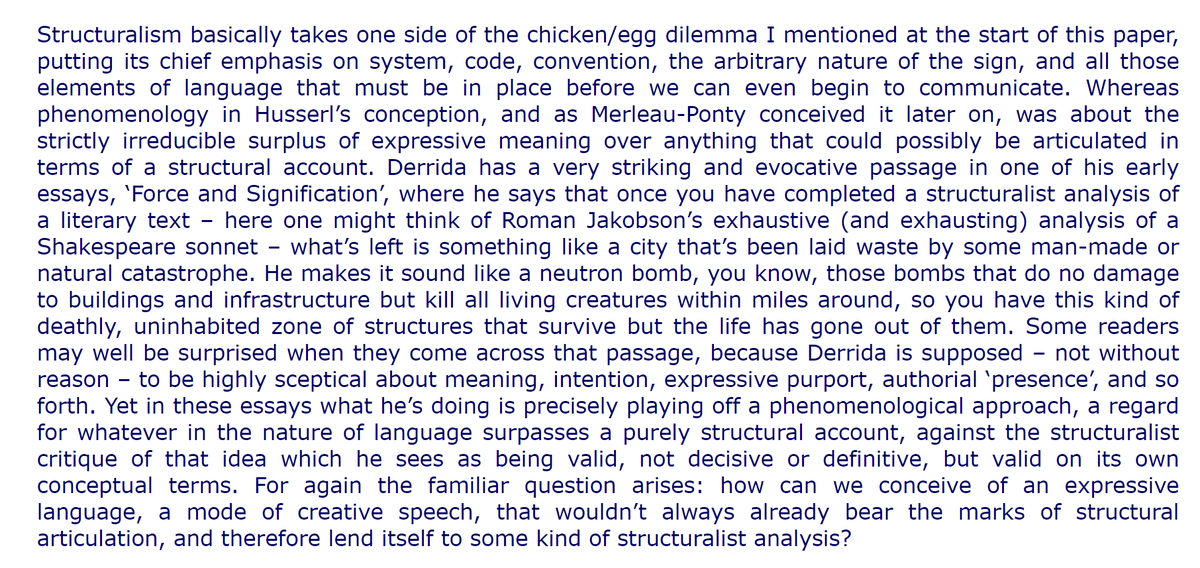 Structuralism basically takes one side of the chicken/egg dilemma I mentioned at the start of this paper,
putting its chief emphasis on system, code, convention, the arbitrary nature of the sign, and all those
elements of language that must be in place before we can even begin to communicate. Whereas
phenomenology in Husserl’s conception, and as Merleau-Ponty conceived it later on, was about the
strictly irreducible surplus of expressive meaning over anything that could possibly be articulated in
terms of a structural account. Derrida has a very striking and evocative passage in one of his early
essays, ‘Force and Signification’, where he says that once you have completed a structuralist analysis of
a literary text – here one might think of Roman Jakobson’s exhaustive (and exhausting) analysis of a
Shakespeare sonnet – what’s left is something like a city that’s been laid waste by some man-made or
natural catastrophe. He makes it sound like a neutron bomb, you know, those bombs that do no damage
to buildings and infrastructure but kill all living creatures within miles around, so you have this kind of
deathly, uninhabited zone of structures that survive but the life has gone out of them. Some readers
may well be surprised when they come across that passage, because Derrida is supposed – not without
reason – to be highly sceptical about meaning, intention, expressive purport, authorial ‘presence’, and so
forth. Yet in these essays what he’s doing is precisely playing off a phenomenological approach, a regard
for whatever in the nature of language surpasses a purely structural account, against the structuralist
critique of that idea which he sees as being valid, not decisive or definitive, but valid on its own
conceptual terms. For again the familiar question arises: how can we conceive of an expressive
language, a mode of creative speech, that wouldn’t always already bear the marks of structural
articulation, and therefore lend itself to some kind of structuralist analysis?